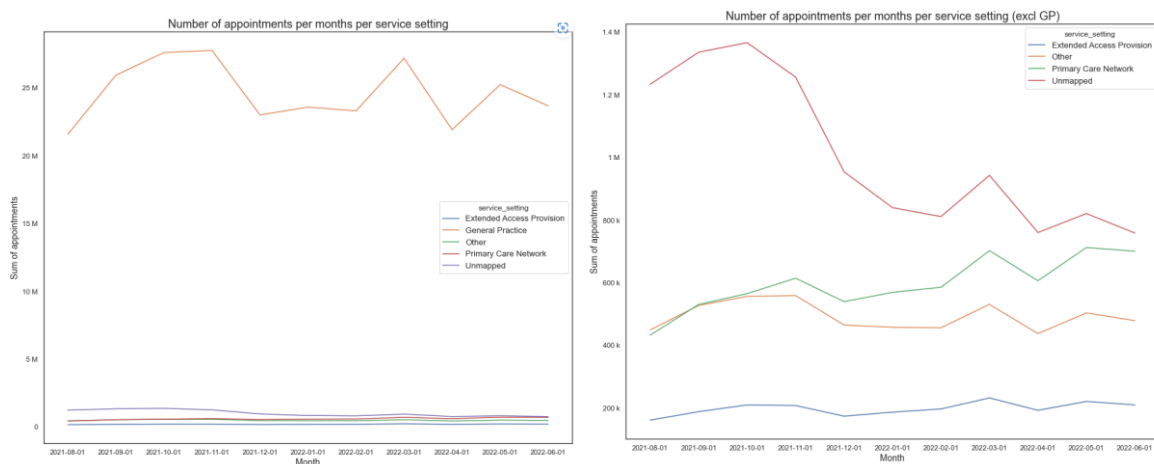 Number of appointments per months per service setting
25 M
20 M
15 M
10 M
5 M
0
Sum of appointments
service_setting
Extended Access Provision
General Practice
Other
Primary Care Network
Unmapped
2021-08-01 2021-09-01 2021-10-01 2021-11-01 2021-12-01 2022-01-01 2022-02-01 2022-03-01 2022-04-01 2022-05-01 2022-06-01
Month
Number of appointments per months per service setting (excl GP)
1.4 M
1.2 M
1 M
800 k
600 k
400 k
200 k
Sum of appointments
service_setting
Extended Access Provision
Other
Primary Care Network
Unmapped
2021-08-01 2021-09-01 2021-10-01 2021-11-01 2021-12-01 2022-01-01 2022-02-01 2022-03-01 2022-04-01 2022-05-01 2022-06-01
Month